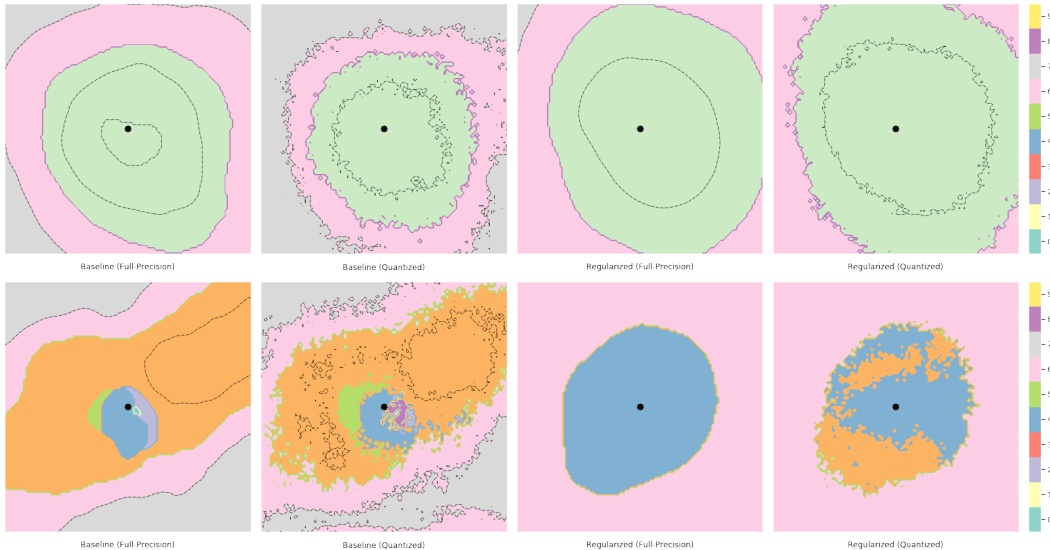 Baseline (Full-Precision)
Baseline (Quantized)
Regularized (Full-Precision)
Regularized (Quantized)
Baseline (Full-Precision)
Baseline (Quantized)
Regularized (Full-Precision)
Regularized (Quantized)